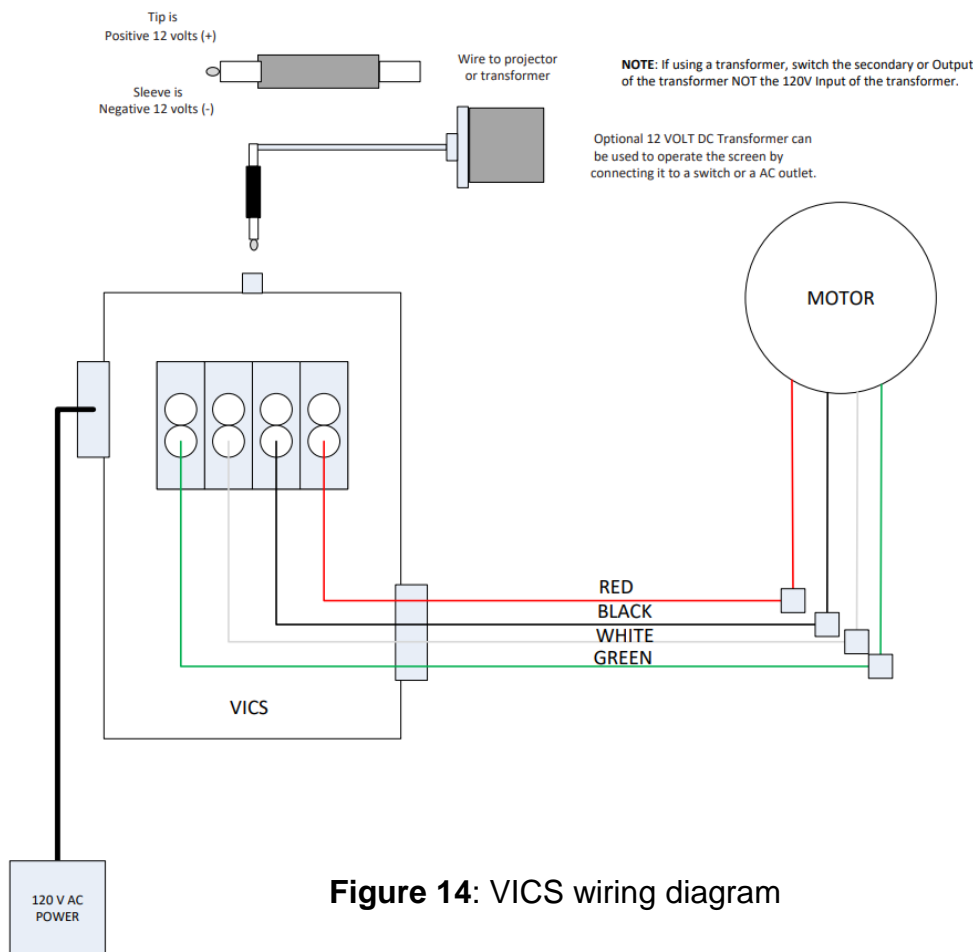 Tip is
Positive 12 volts (+)
Sleeve is
Negative 12 volts (-)
Wire to projector
or transformer
NOTE: If using a transformer, switch the secondary or Output
of the transformer NOT the 120V Input of the transformer.
Optional 12 VOLT DC Transformer can
be used to operate the screen by
connecting it to a switch or a AC outlet.
MOTOR
RED
BLACK
WHITE
GREEN
VICS
120 V AC
POWER
Figure 14: VICS wiring diagram